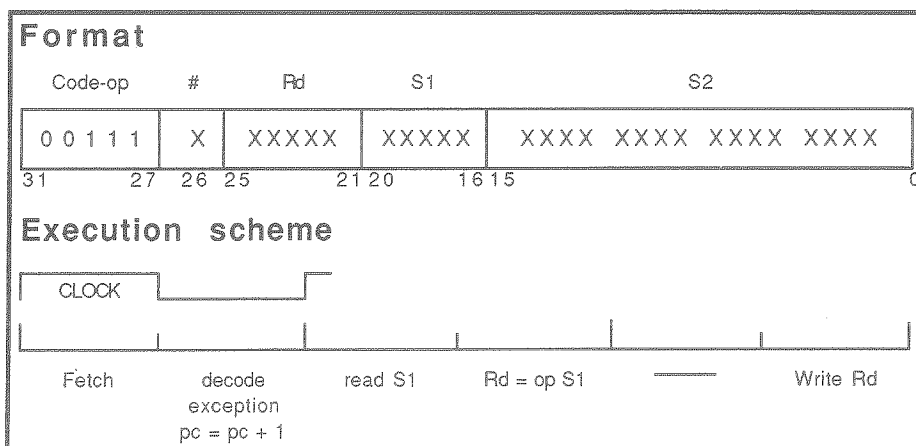 Format
Code-op # Rd S1 S2
0 0 1 1 1 X XXXXX XXXXX XXXX XXXX XXXX XXXX
31 27 26 25 21 20 16 15 0
Execution scheme
CLOCK
Fetch decode read S1 Rd = op S1 Write Rd
exception
pc = pc + 1